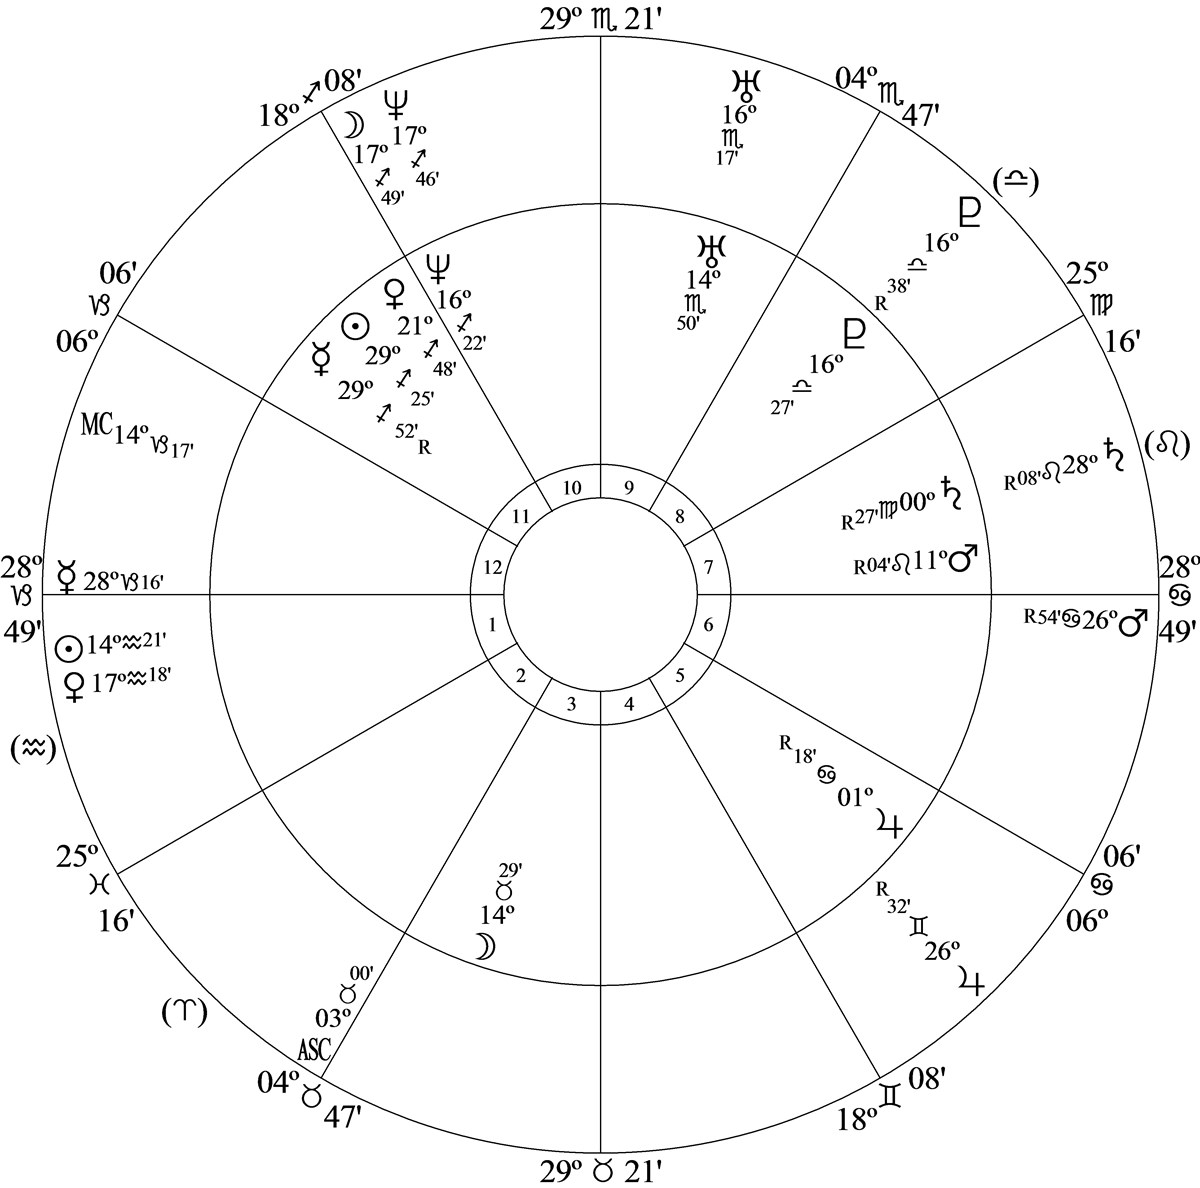 29º ♏ 21'
04º ♏ 47'
(♎)
25º ♍ 16'
(♌)
28º ♋ 49'
06' ♋ 06º
08' ♊ 18º
29º ♉ 21'
04º ♉ 47'
(♈)
25º ♓ 16'
(♒)
28º ♑ 49'
06' ♑ 06º
18º ♐ 08'
☽ 17º ♐ 49'
♆ 17º ♐ 46'
♅ 16º ♏ 17'
♇ 16º ♎ 38' R
R 08' ♌ 28º ♄
R 54' ♋ 26º ♂
R 32' ♊ 26º ♃
00' ♉ 03º ASC
♀ 17º ♒ 18'
☉ 14º ♒ 21'
☿ 28º ♑ 16'
MC 14º ♑ 17'
☿ 29º ♐ 52' R
☉ 29º ♐ 25'
♀ 21º ♐ 48'
♆ 16º ♐ 22'
♅ 14º ♏ 50'
♇ 16º ♎ 27'
R 27' ♍ 00º ♄
R 04' ♌ 11º ♂
R 18' ♋ 01º ♃
29' ♉ 14º ☽
1
2
3
4
5
6
7
8
9
10
11
12